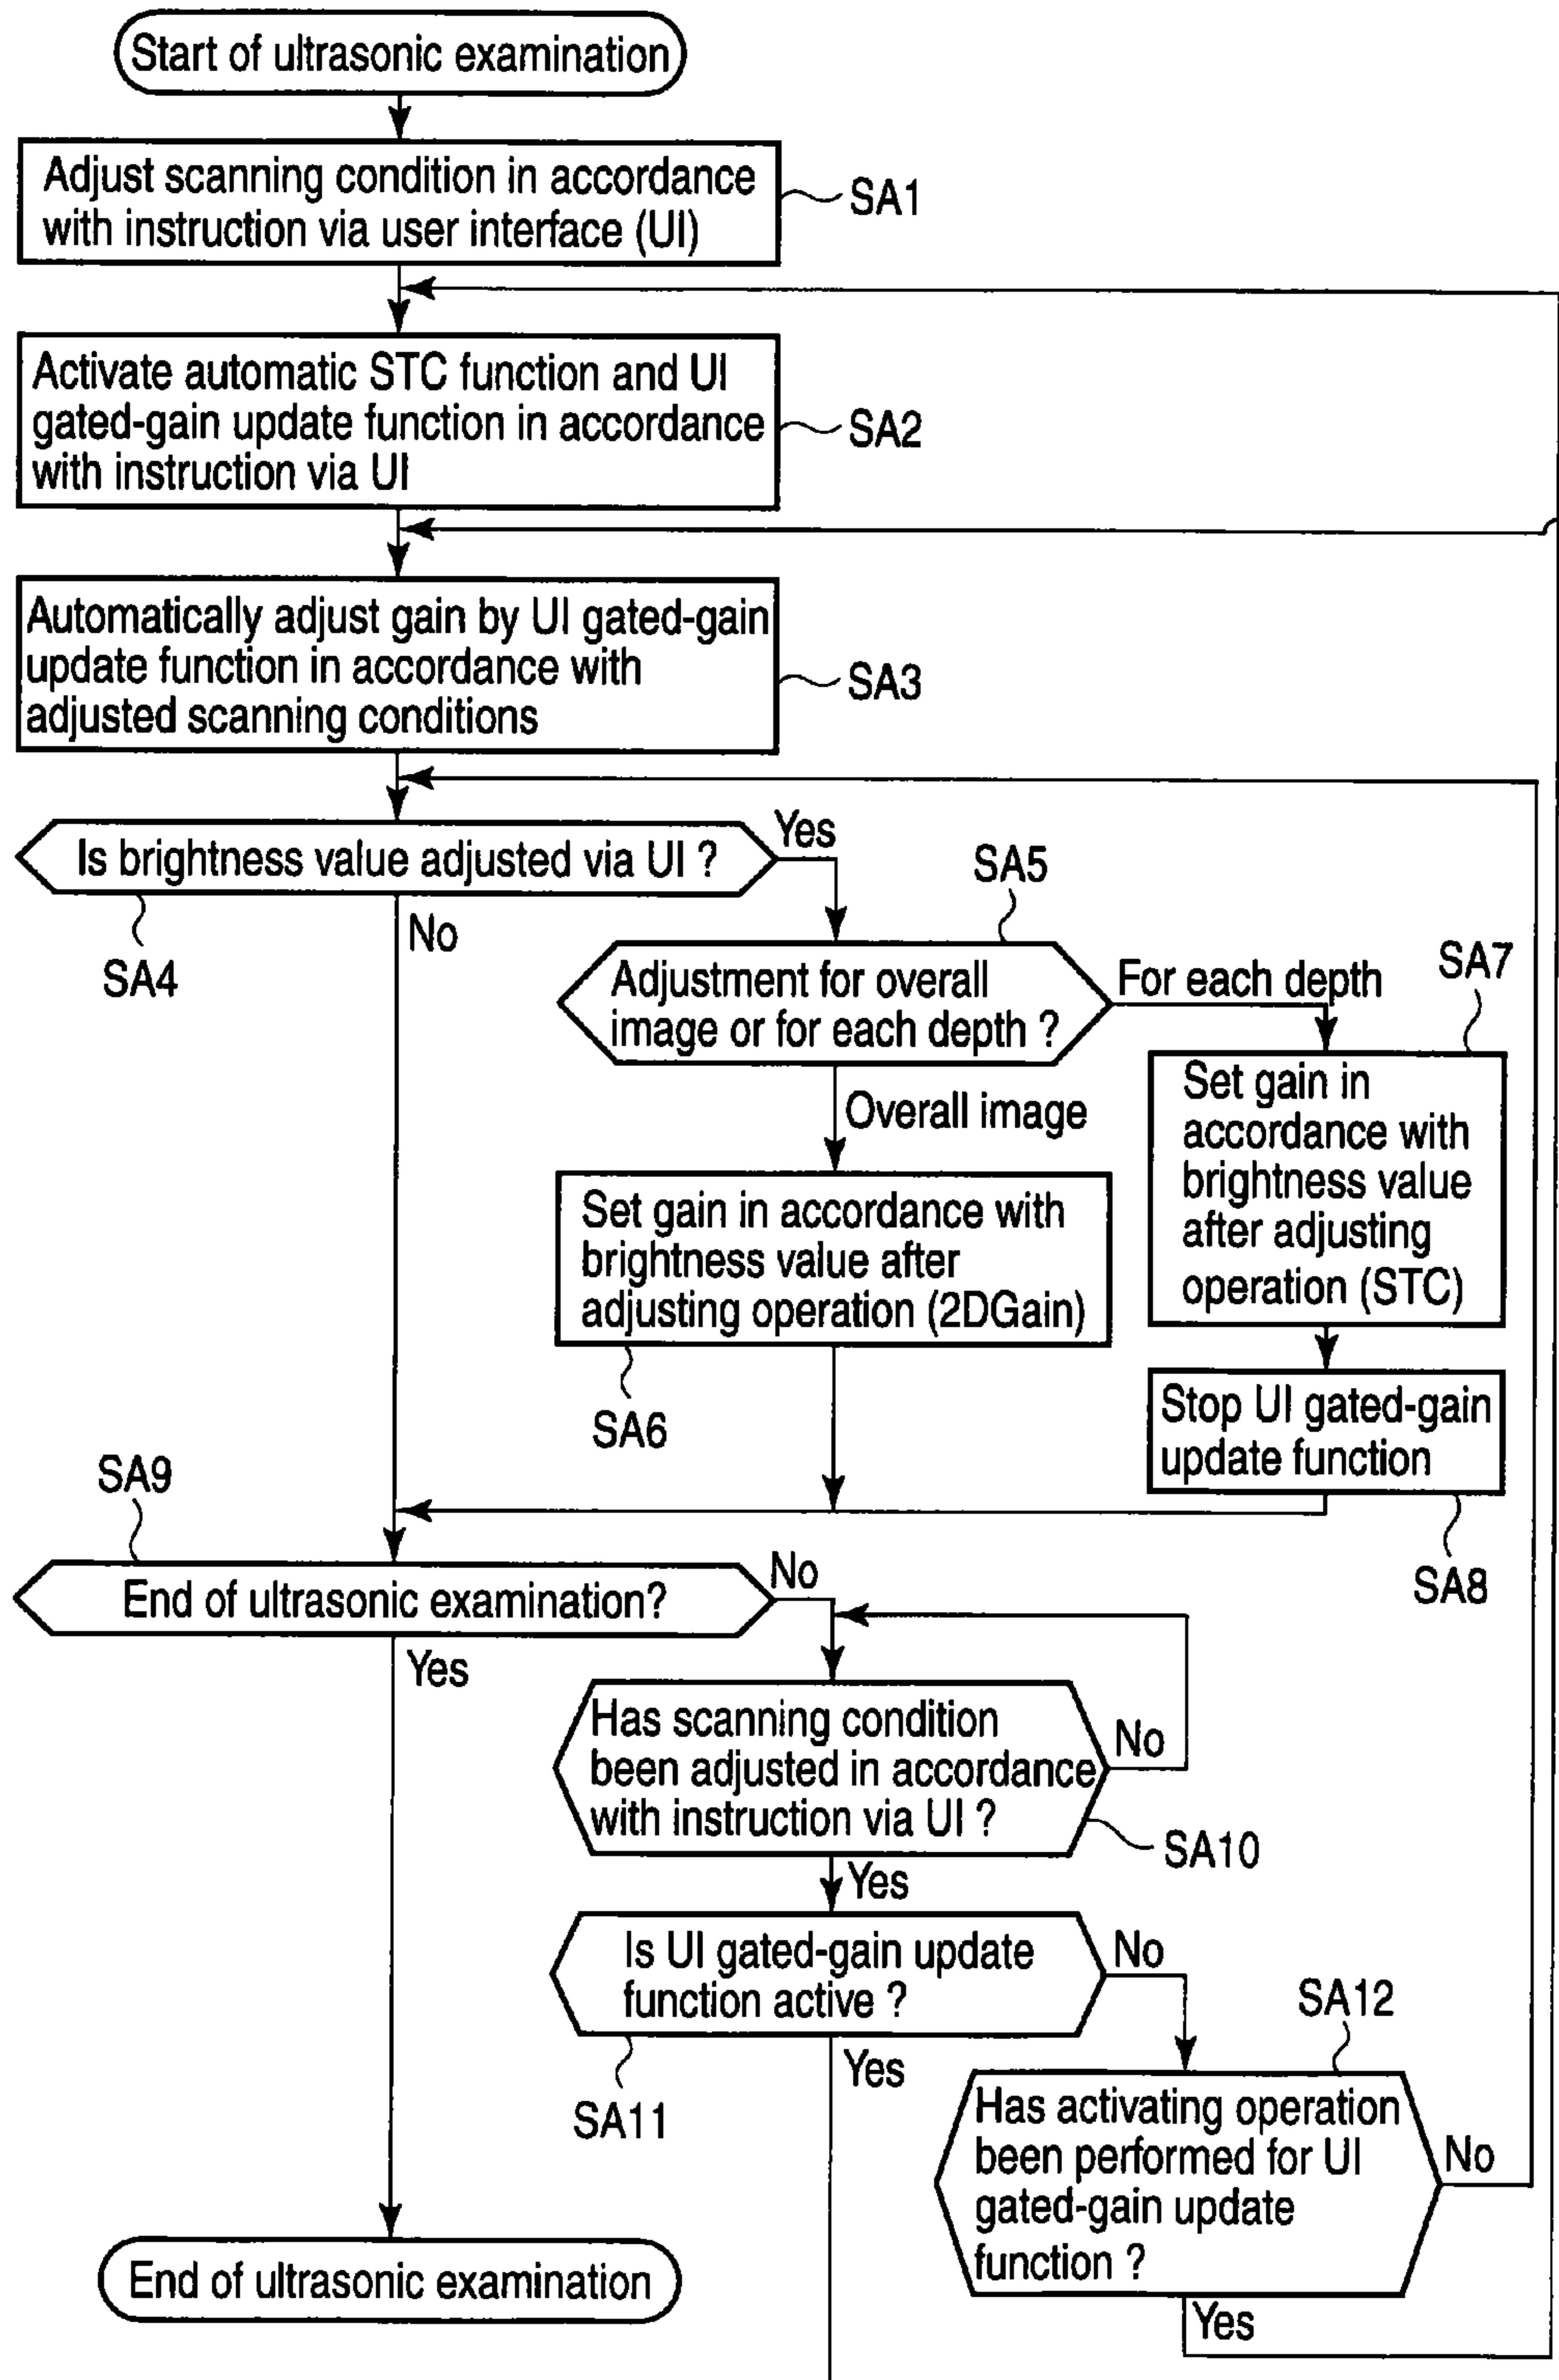 Start of ultrasonic examination
Adjust scanning condition in accordance
with instruction via user interface (UI)
SA1
Activate automatic STC function and UI
gated-gain update function in accordance
with instruction via UI
SA2
Automatically adjust gain by UI gated-gain
update function in accordance with
adjusted scanning conditions
SA3
Is brightness value adjusted via UI ?
Yes
No
SA4
SA5
Adjustment for overall
image or for each depth ?
For each depth
Overall image
SA7
Set gain in
accordance with
brightness value
after adjusting
operation (STC)
Set gain in accordance with
brightness value after
adjusting operation (2DGain)
SA6
Stop UI gated-gain
update function
SA8
SA9
End of ultrasonic examination?
No
Yes
Has scanning condition
been adjusted in accordance
with instruction via UI ?
No
SA10
Yes
Is UI gated-gain update
function active ?
No
SA11
Yes
SA12
Has activating operation
been performed for UI
gated-gain update
function ?
No
Yes
End of ultrasonic examination